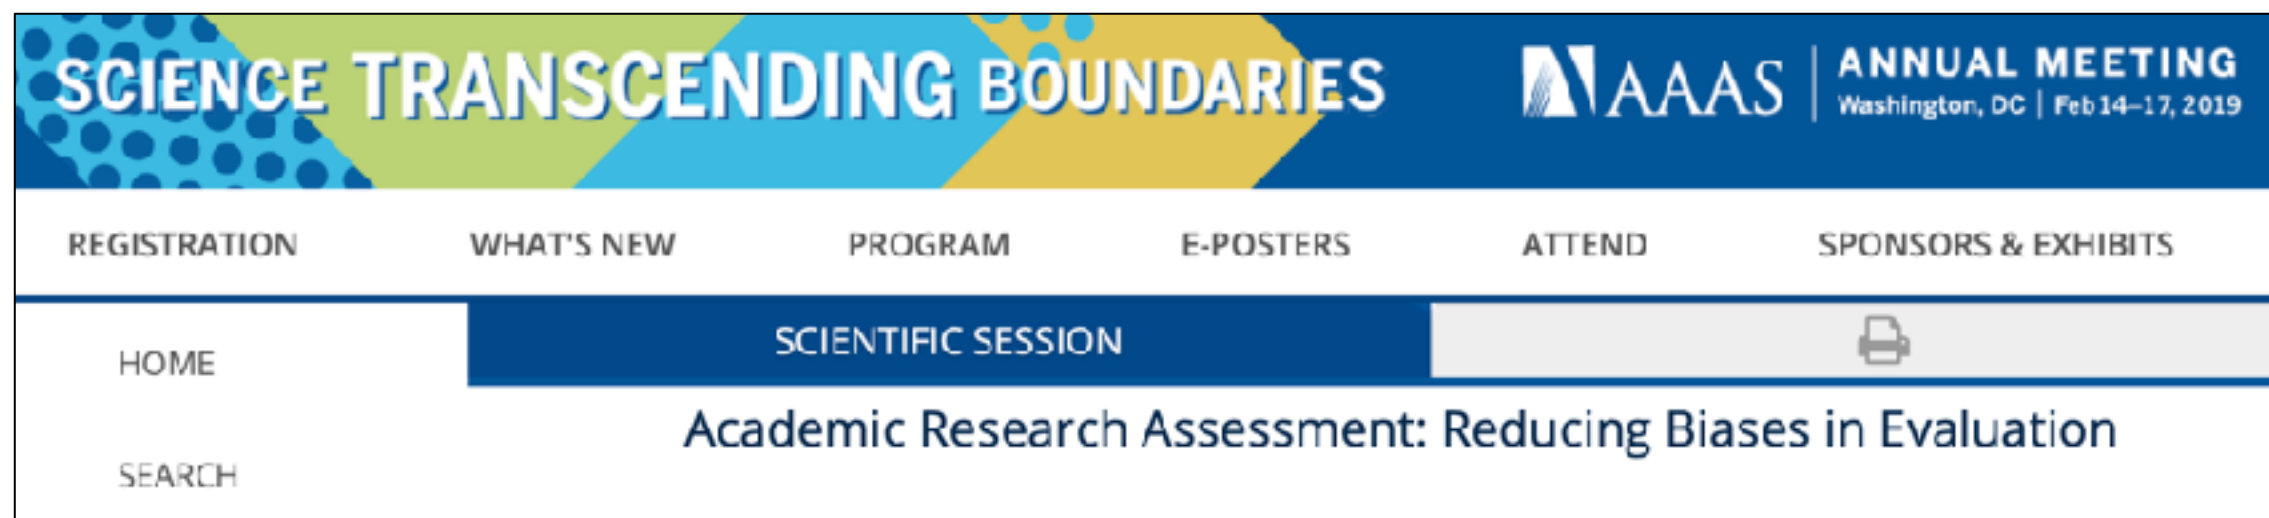 SCIENCE TRANSCENDING BOUNDARIES
AAAS
ANNUAL MEETING
Washington, DC | Feb 14–17, 2019
REGISTRATION WHAT'S NEW PROGRAM E-POSTERS ATTEND SPONSORS & EXHIBITS
HOME
SEARCH
SCIENTIFIC SESSION
Academic Research Assessment: Reducing Biases in Evaluation